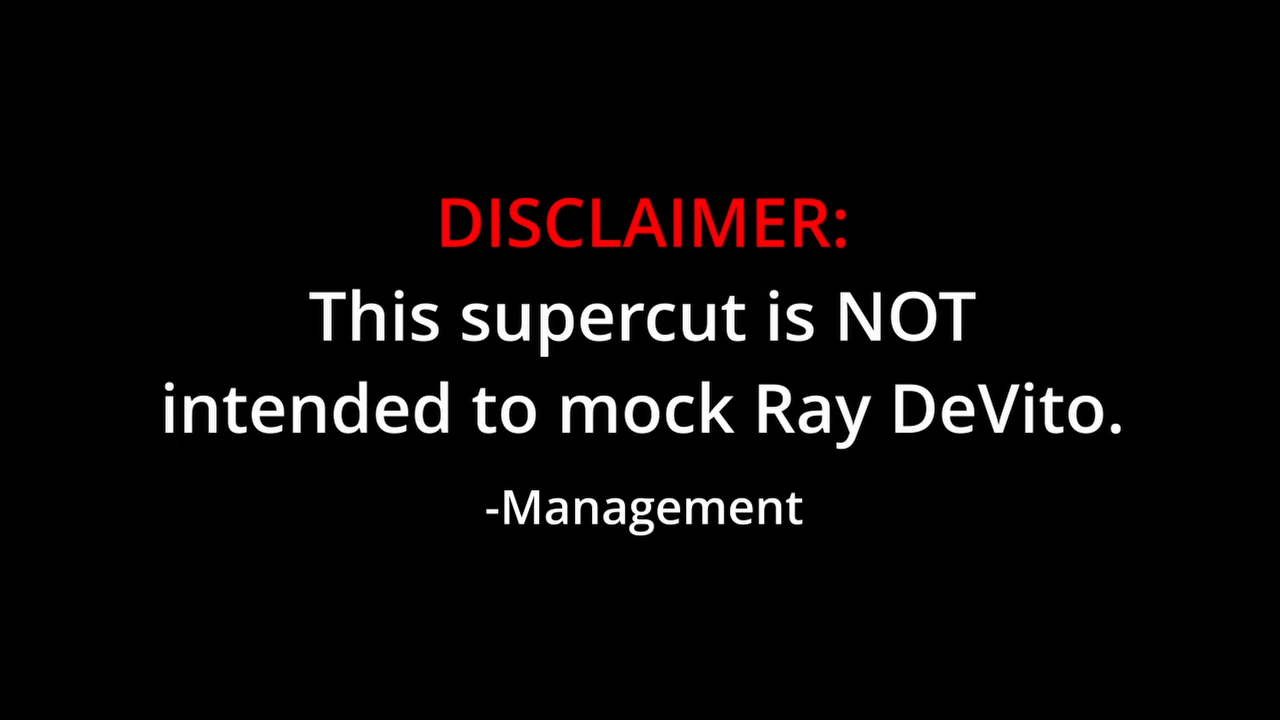 DISCLAIMER:
This supercut is NOT
intended to mock Ray DeVito.
-Management